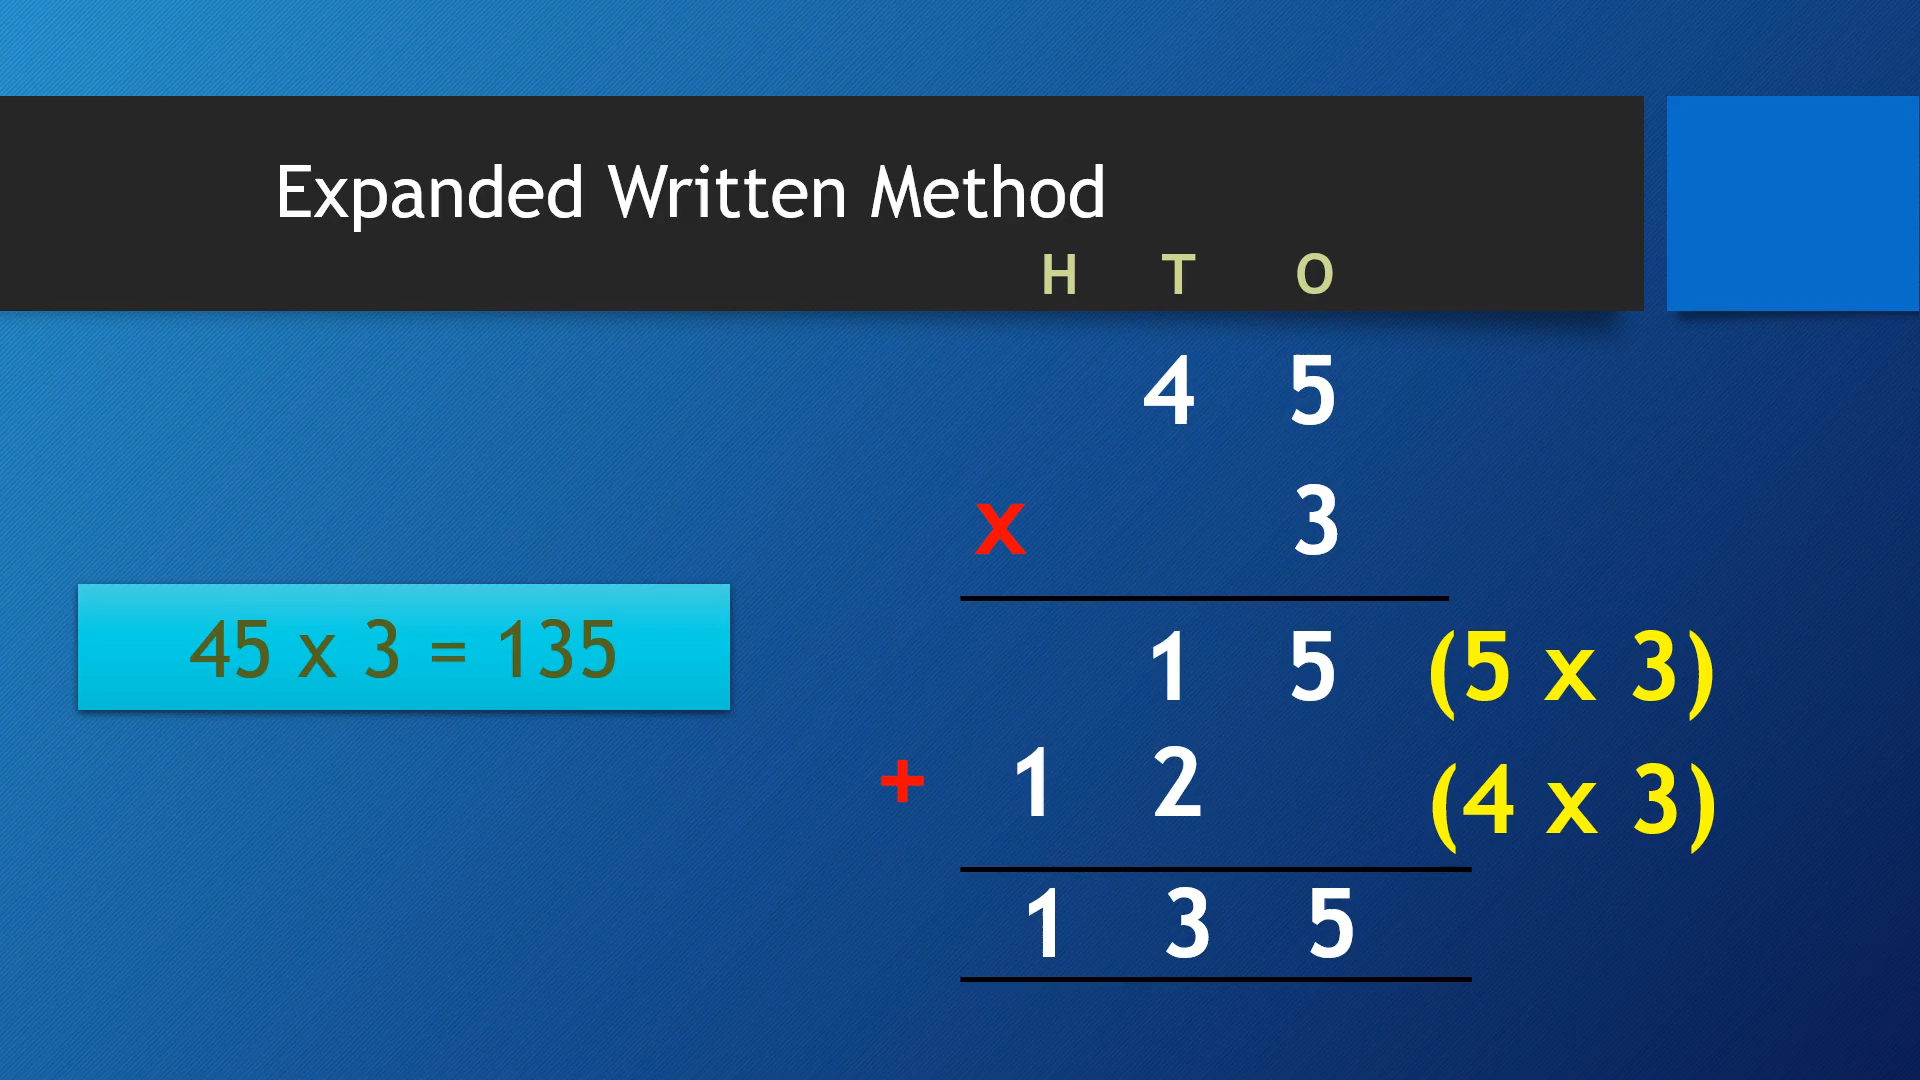 Expanded Written Method
H T O
4 5
x 3
45 x 3 = 135
1 5 (5 x 3)
+ 1 2 (4 x 3)
1 3 5